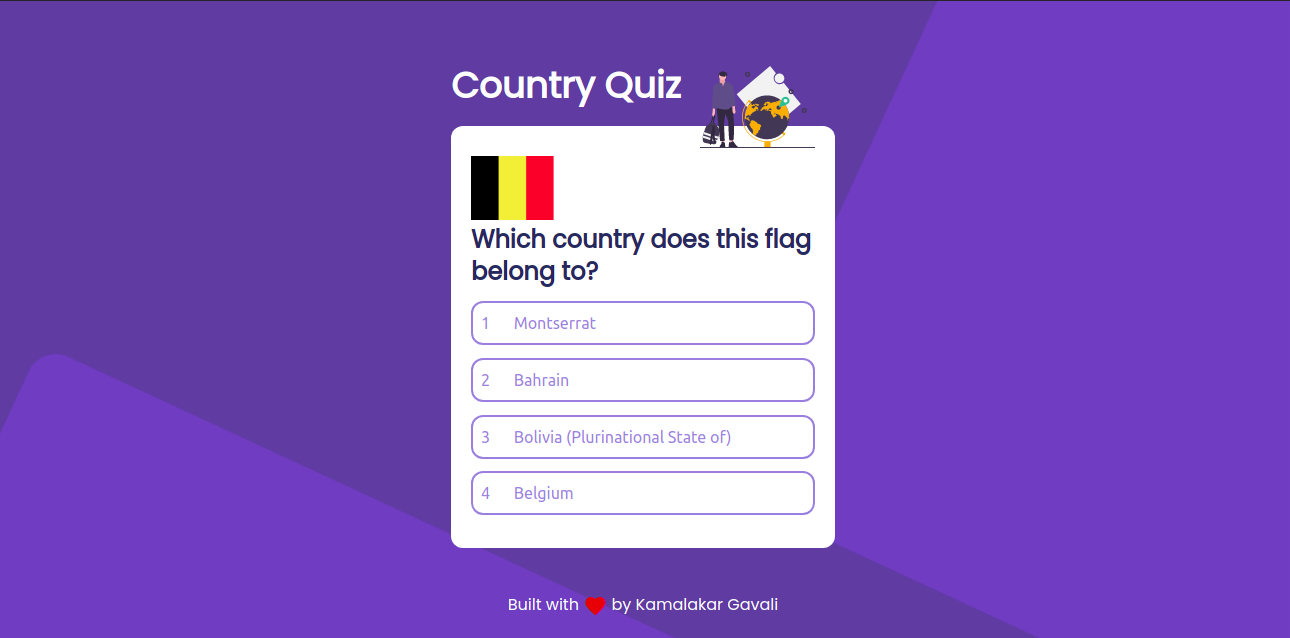 Country Quiz
Which country does this flag
belong to?
1 Montserrat
2 Bahrain
3 Bolivia (Plurinational State of)
4 Belgium
Built with ❤ by Kamalakar Gavali